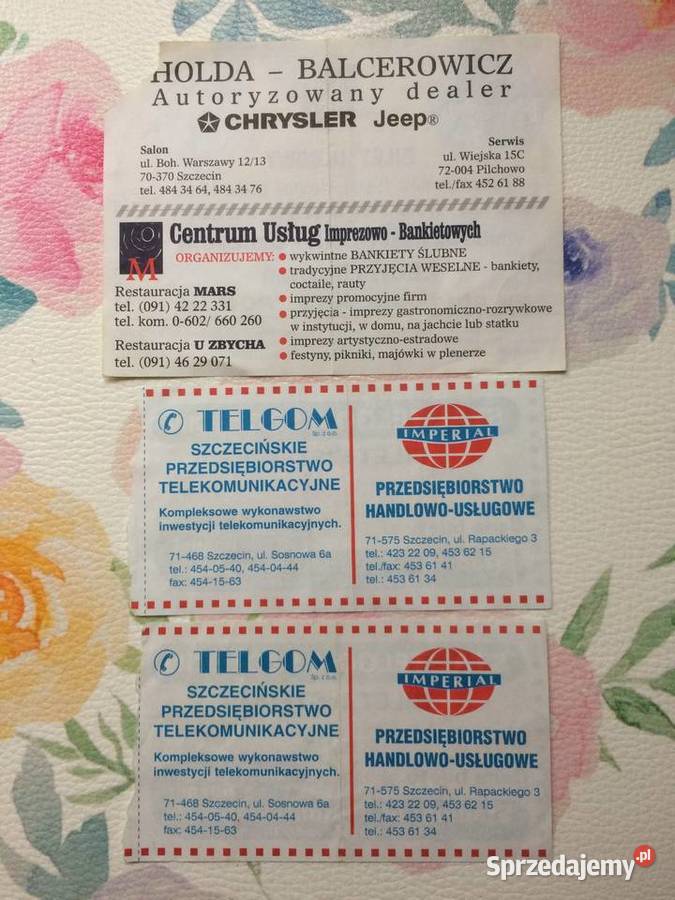 HOLDA – BALCEROWICZ
Autoryzowany dealer
CHRYSLER Jeep®
Salon
ul. Boh. Warszawy 12/13
70-370 Szczecin
tel. 484 34 64, 484 34 76
Serwis
ul. Wiejska 15C
72-004 Pilchowo
tel./fax 452 61 88
M
Centrum Usług Imprezowo - Bankietowych
ORGANIZUJEMY:
● wykwintne BANKIETY ŚLUBNE
● tradycyjne PRZYJĘCIA WESELNE - bankiety,
coctaile, rauty
● imprezy promocyjne firm
● przyjęcia - imprezy gastronomiczno-rozrywkowe
w instytucji, w domu, na jachcie lub statku
● imprezy artystyczno-estradowe
● festyny, pikniki, majówki w plenerze
Restauracja MARS
tel. (091) 42 22 331
tel. kom. 0-602/ 660 260
Restauracja U ZBYCHA
tel. (091) 46 29 071
TELGOM
Sp. z o.o.
SZCZECIŃSKIE
PRZEDSIĘBIORSTWO
TELEKOMUNIKACYJNE
Kompleksowe wykonawstwo
inwestycji telekomunikacyjnych.
71-468 Szczecin, ul. Sosnowa 6a
tel.: 454-05-40, 454-04-44
fax: 454-15-63
IMPERIAL
PRZEDSIĘBIORSTWO
HANDLOWO-USŁUGOWE
71-575 Szczecin, ul. Rapackiego 3
tel.: 423 22 09, 453 62 15
tel./fax: 453 61 41
tel.: 453 61 34
TELGOM
Sp. z o.o.
SZCZECIŃSKIE
PRZEDSIĘBIORSTWO
TELEKOMUNIKACYJNE
Kompleksowe wykonawstwo
inwestycji telekomunikacyjnych.
71-468 Szczecin, ul. Sosnowa 6a
tel.: 454-05-40, 454-04-44
fax: 454-15-63
IMPERIAL
PRZEDSIĘBIORSTWO
HANDLOWO-USŁUGOWE
71-575 Szczecin, ul. Rapackiego 3
tel.: 423 22 09, 453 62 15
tel./fax: 453 61 41
tel.: 453 61 34
Sprzedajemy.pl